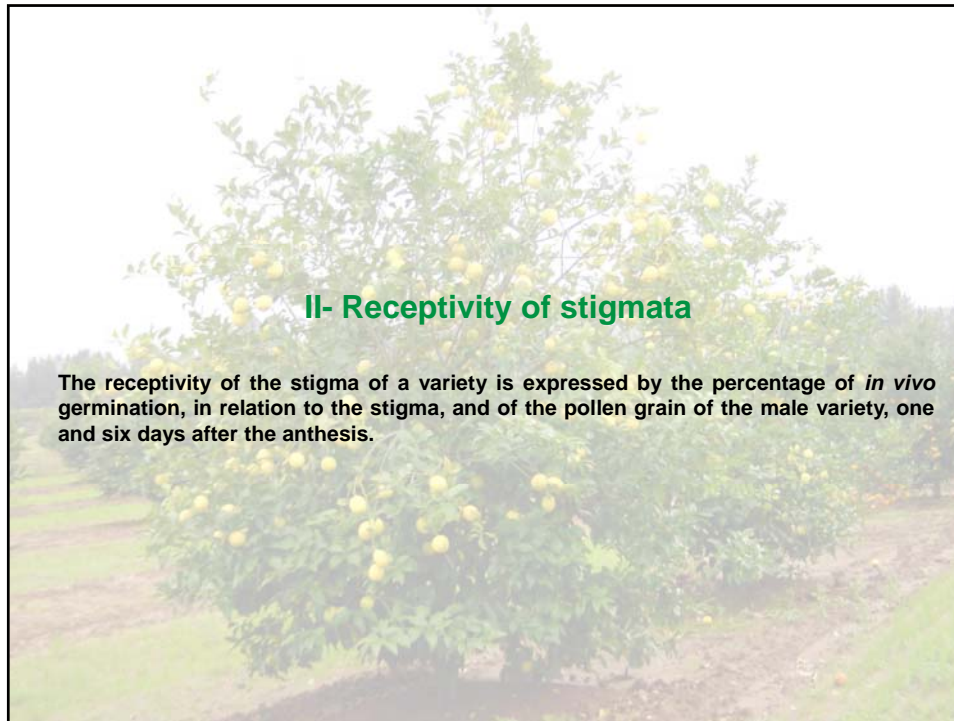 II- Receptivity of stigmata
The receptivity of the stigma of a variety is expressed by the percentage of in vivo
germination, in relation to the stigma, and of the pollen grain of the male variety, one
and six days after the anthesis.